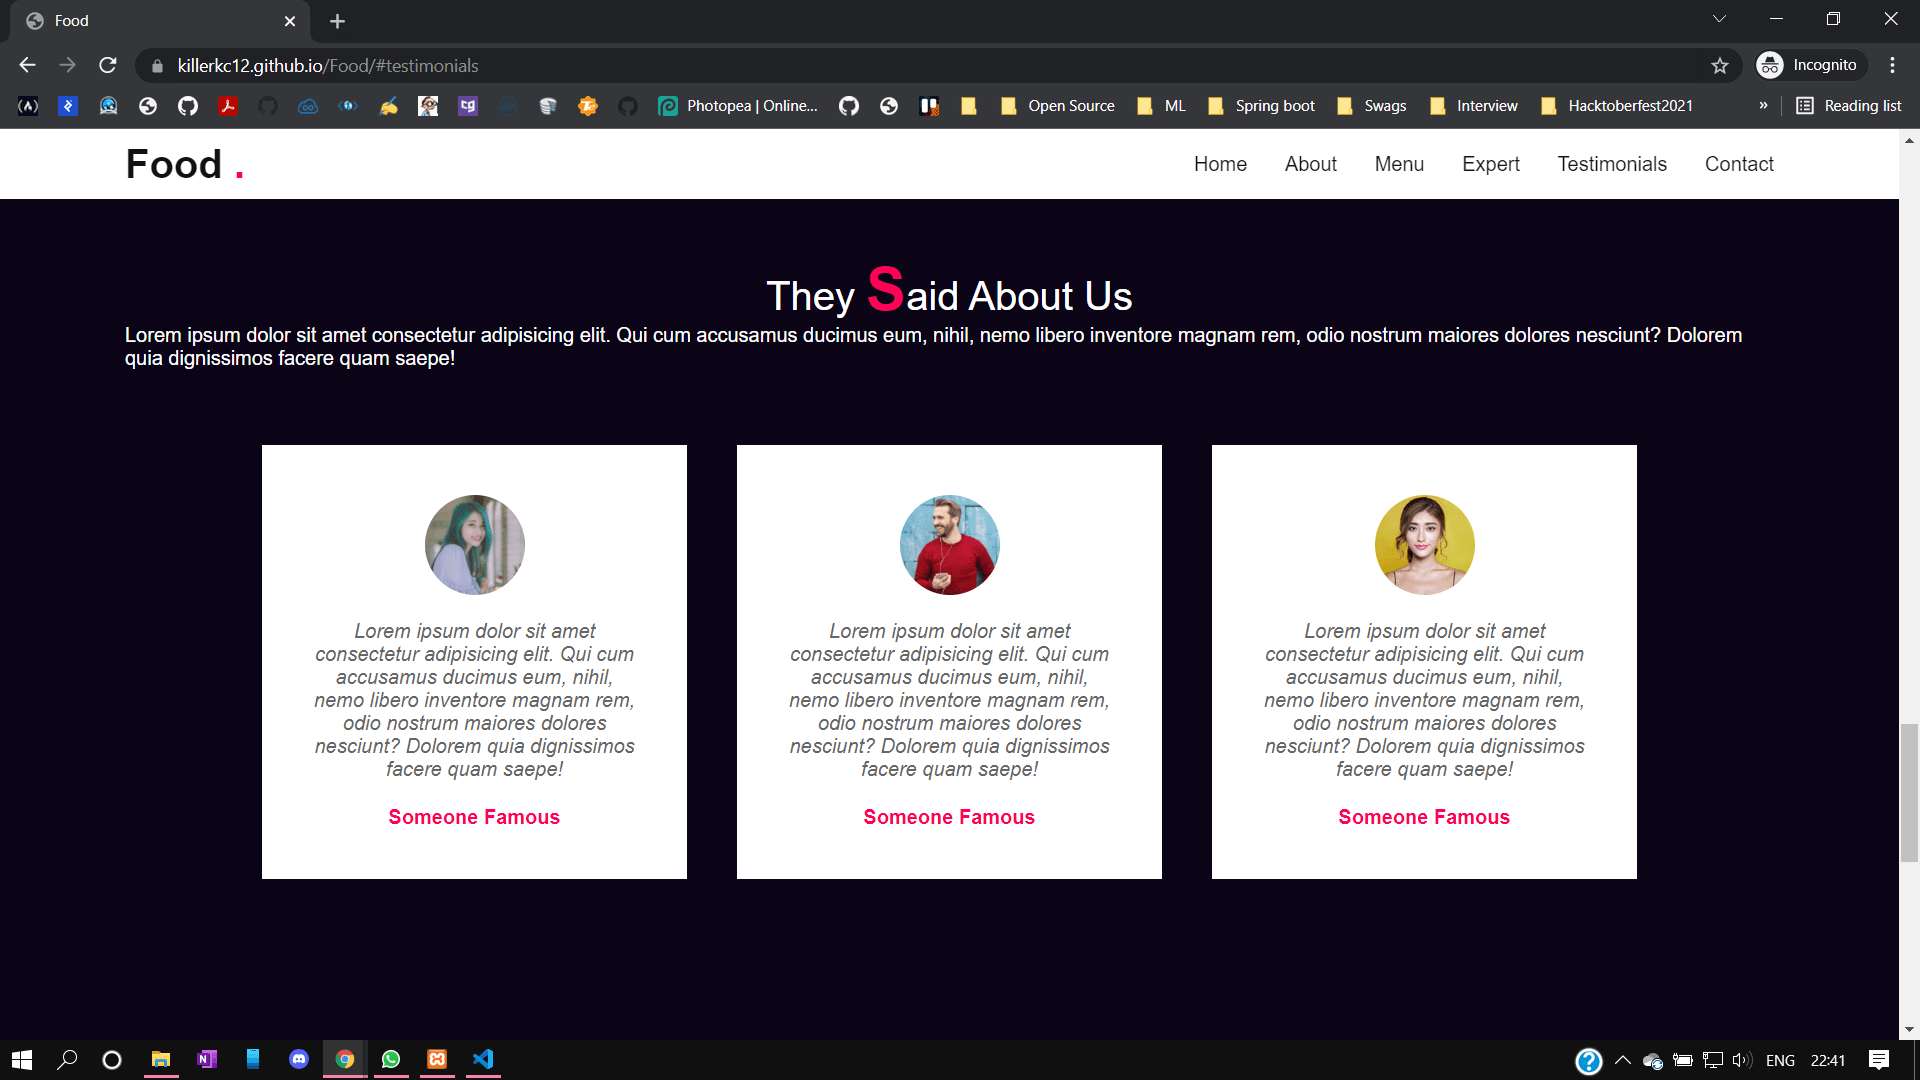 Food
killerkc12.github.io/Food/#testimonials
Incognito
Photopea | Online...
Open Source
ML
Spring boot
Swags
Interview
Hacktoberfest2021
»
Reading list
Food .
Home
About
Menu
Expert
Testimonials
Contact
They Said About Us
Lorem ipsum dolor sit amet consectetur adipisicing elit. Qui cum accusamus ducimus eum, nihil, nemo libero inventore magnam rem, odio nostrum maiores dolores nesciunt? Dolorem
quia dignissimos facere quam saepe!
Lorem ipsum dolor sit amet
consectetur adipisicing elit. Qui cum
accusamus ducimus eum, nihil,
nemo libero inventore magnam rem,
odio nostrum maiores dolores
nesciunt? Dolorem quia dignissimos
facere quam saepe!
Someone Famous
Lorem ipsum dolor sit amet
consectetur adipisicing elit. Qui cum
accusamus ducimus eum, nihil,
nemo libero inventore magnam rem,
odio nostrum maiores dolores
nesciunt? Dolorem quia dignissimos
facere quam saepe!
Someone Famous
Lorem ipsum dolor sit amet
consectetur adipisicing elit. Qui cum
accusamus ducimus eum, nihil,
nemo libero inventore magnam rem,
odio nostrum maiores dolores
nesciunt? Dolorem quia dignissimos
facere quam saepe!
Someone Famous
ENG
22:41